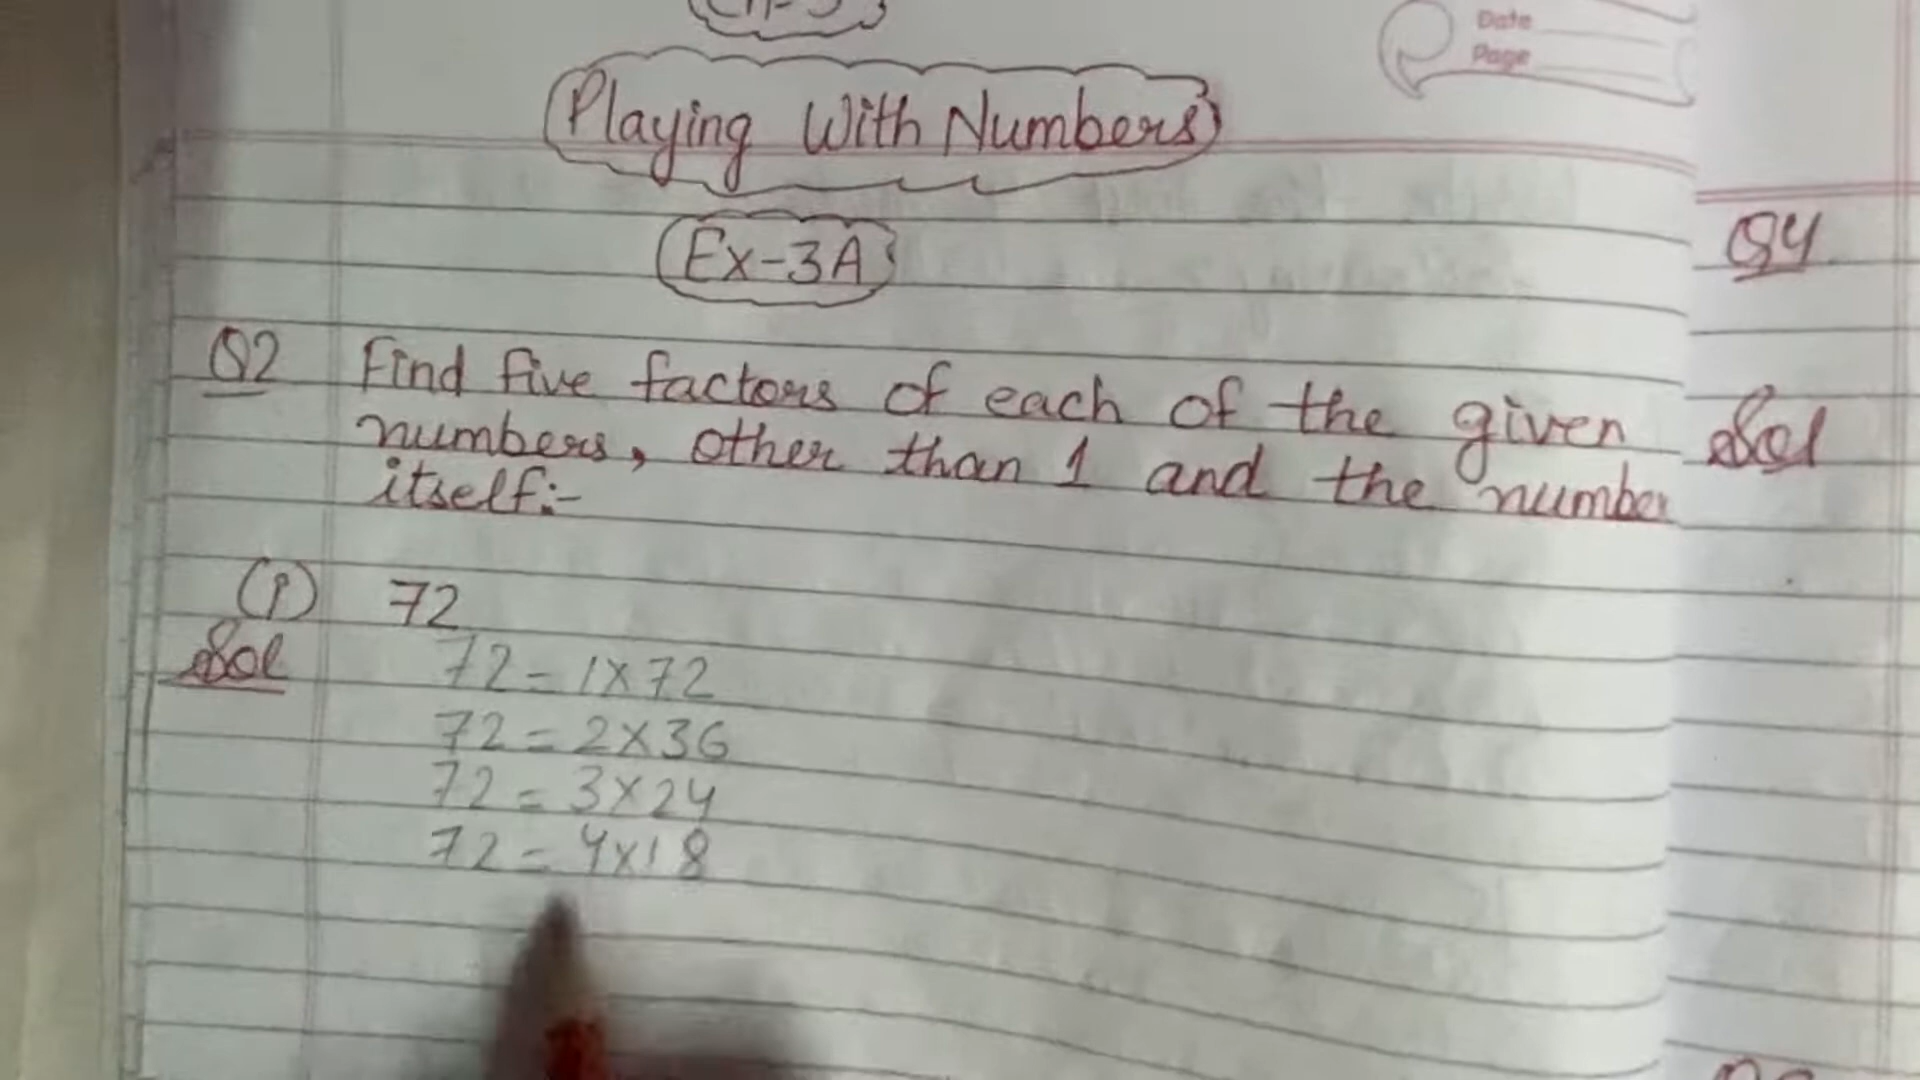 Date
Page
Playing With Numbers
Ex-3A
Q2 Find five factors of each of the given
numbers, other than 1 and the number
itself:-
(i) 72
Sol 72 = 1×72
72 = 2×36
72 = 3×24
72 = 4×18
Q4
Sol